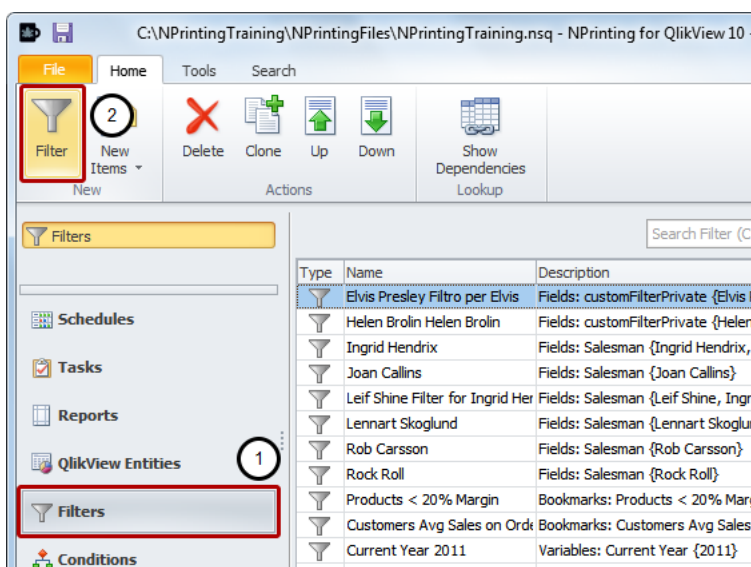 C:\NPrintingTraining\NPrintingFiles\NPrintingTraining.nsq - NPrinting for QlikView 10 -
File Home Tools Search
2
Filter New Items Delete Clone Up Down Show Dependencies
New Actions Lookup
Filters
Search Filter (C
Type Name Description
Elvis Presley Filtro per Elvis Fields: customFilterPrivate {Elvis
Helen Brolin Helen Brolin Fields: customFilterPrivate {Helen
Ingrid Hendrix Fields: Salesman {Ingrid Hendrix,
Joan Callins Fields: Salesman {Joan Callins}
Leif Shine Filter for Ingrid Her Fields: Salesman {Leif Shine, Ingr
Lennart Skoglund Fields: Salesman {Lennart Skoglu
Rob Carsson Fields: Salesman {Rob Carsson}
Rock Roll Fields: Salesman {Rock Roll}
Products < 20% Margin Bookmarks: Products < 20% Mar
Customers Avg Sales on Orde Bookmarks: Customers Avg Sales
Current Year 2011 Variables: Current Year {2011}
Schedules
Tasks
Reports
QlikView Entities
1
Filters
Conditions